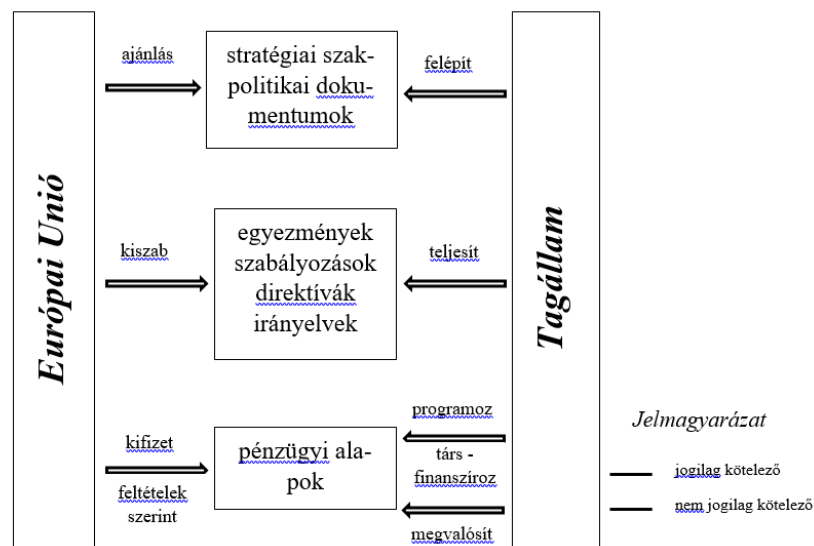 Európai Unió
ajánlás
stratégiai szak-
politikai doku-
mentumok
felépít
kiszab
egyezmények
szabályozások
direktívák
irányelvek
teljesít
kifizet
feltételek
szerint
pénzügyi ala-
pok
programoz
társ -
finanszíroz
megvalósít
Tagállam
Jelmagyarázat
jogilag kötelező
nem jogilag kötelező